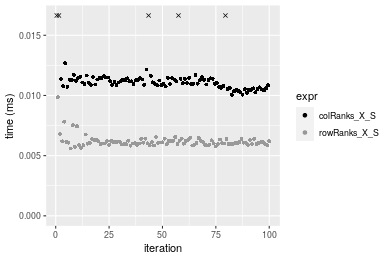 time (ms)
0.015
0.010
0.005
0.000
0 25 50 75 100
iteration
expr
colRanks_X_S
rowRanks_X_S